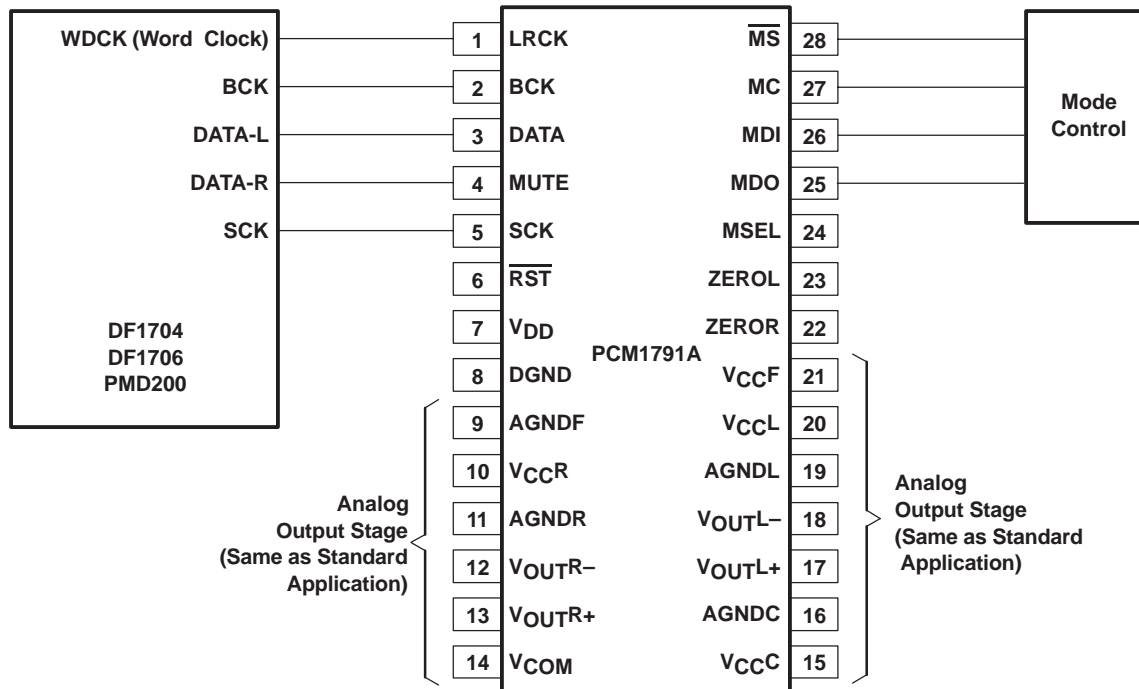 WDCK (Word Clock)
BCK
DATA-L
DATA-R
SCK
DF1704
DF1706
PMD200
1 LRCK
2 BCK
3 DATA
4 MUTE
5 SCK
6 RST
7 VDD
8 DGND
9 AGNDF
10 VCCR
11 AGNDR
12 VOUTR–
13 VOUTR+
14 VCOM
PCM1791A
MS 28
MC 27
MDI 26
MDO 25
MSEL 24
ZEROL 23
ZEROR 22
VCCF 21
VCCL 20
AGNDL 19
VOUTL– 18
VOUTL+ 17
AGNDC 16
VCCC 15
Mode
Control
Analog
Output Stage
(Same as Standard
Application)
Analog
Output Stage
(Same as Standard
Application)